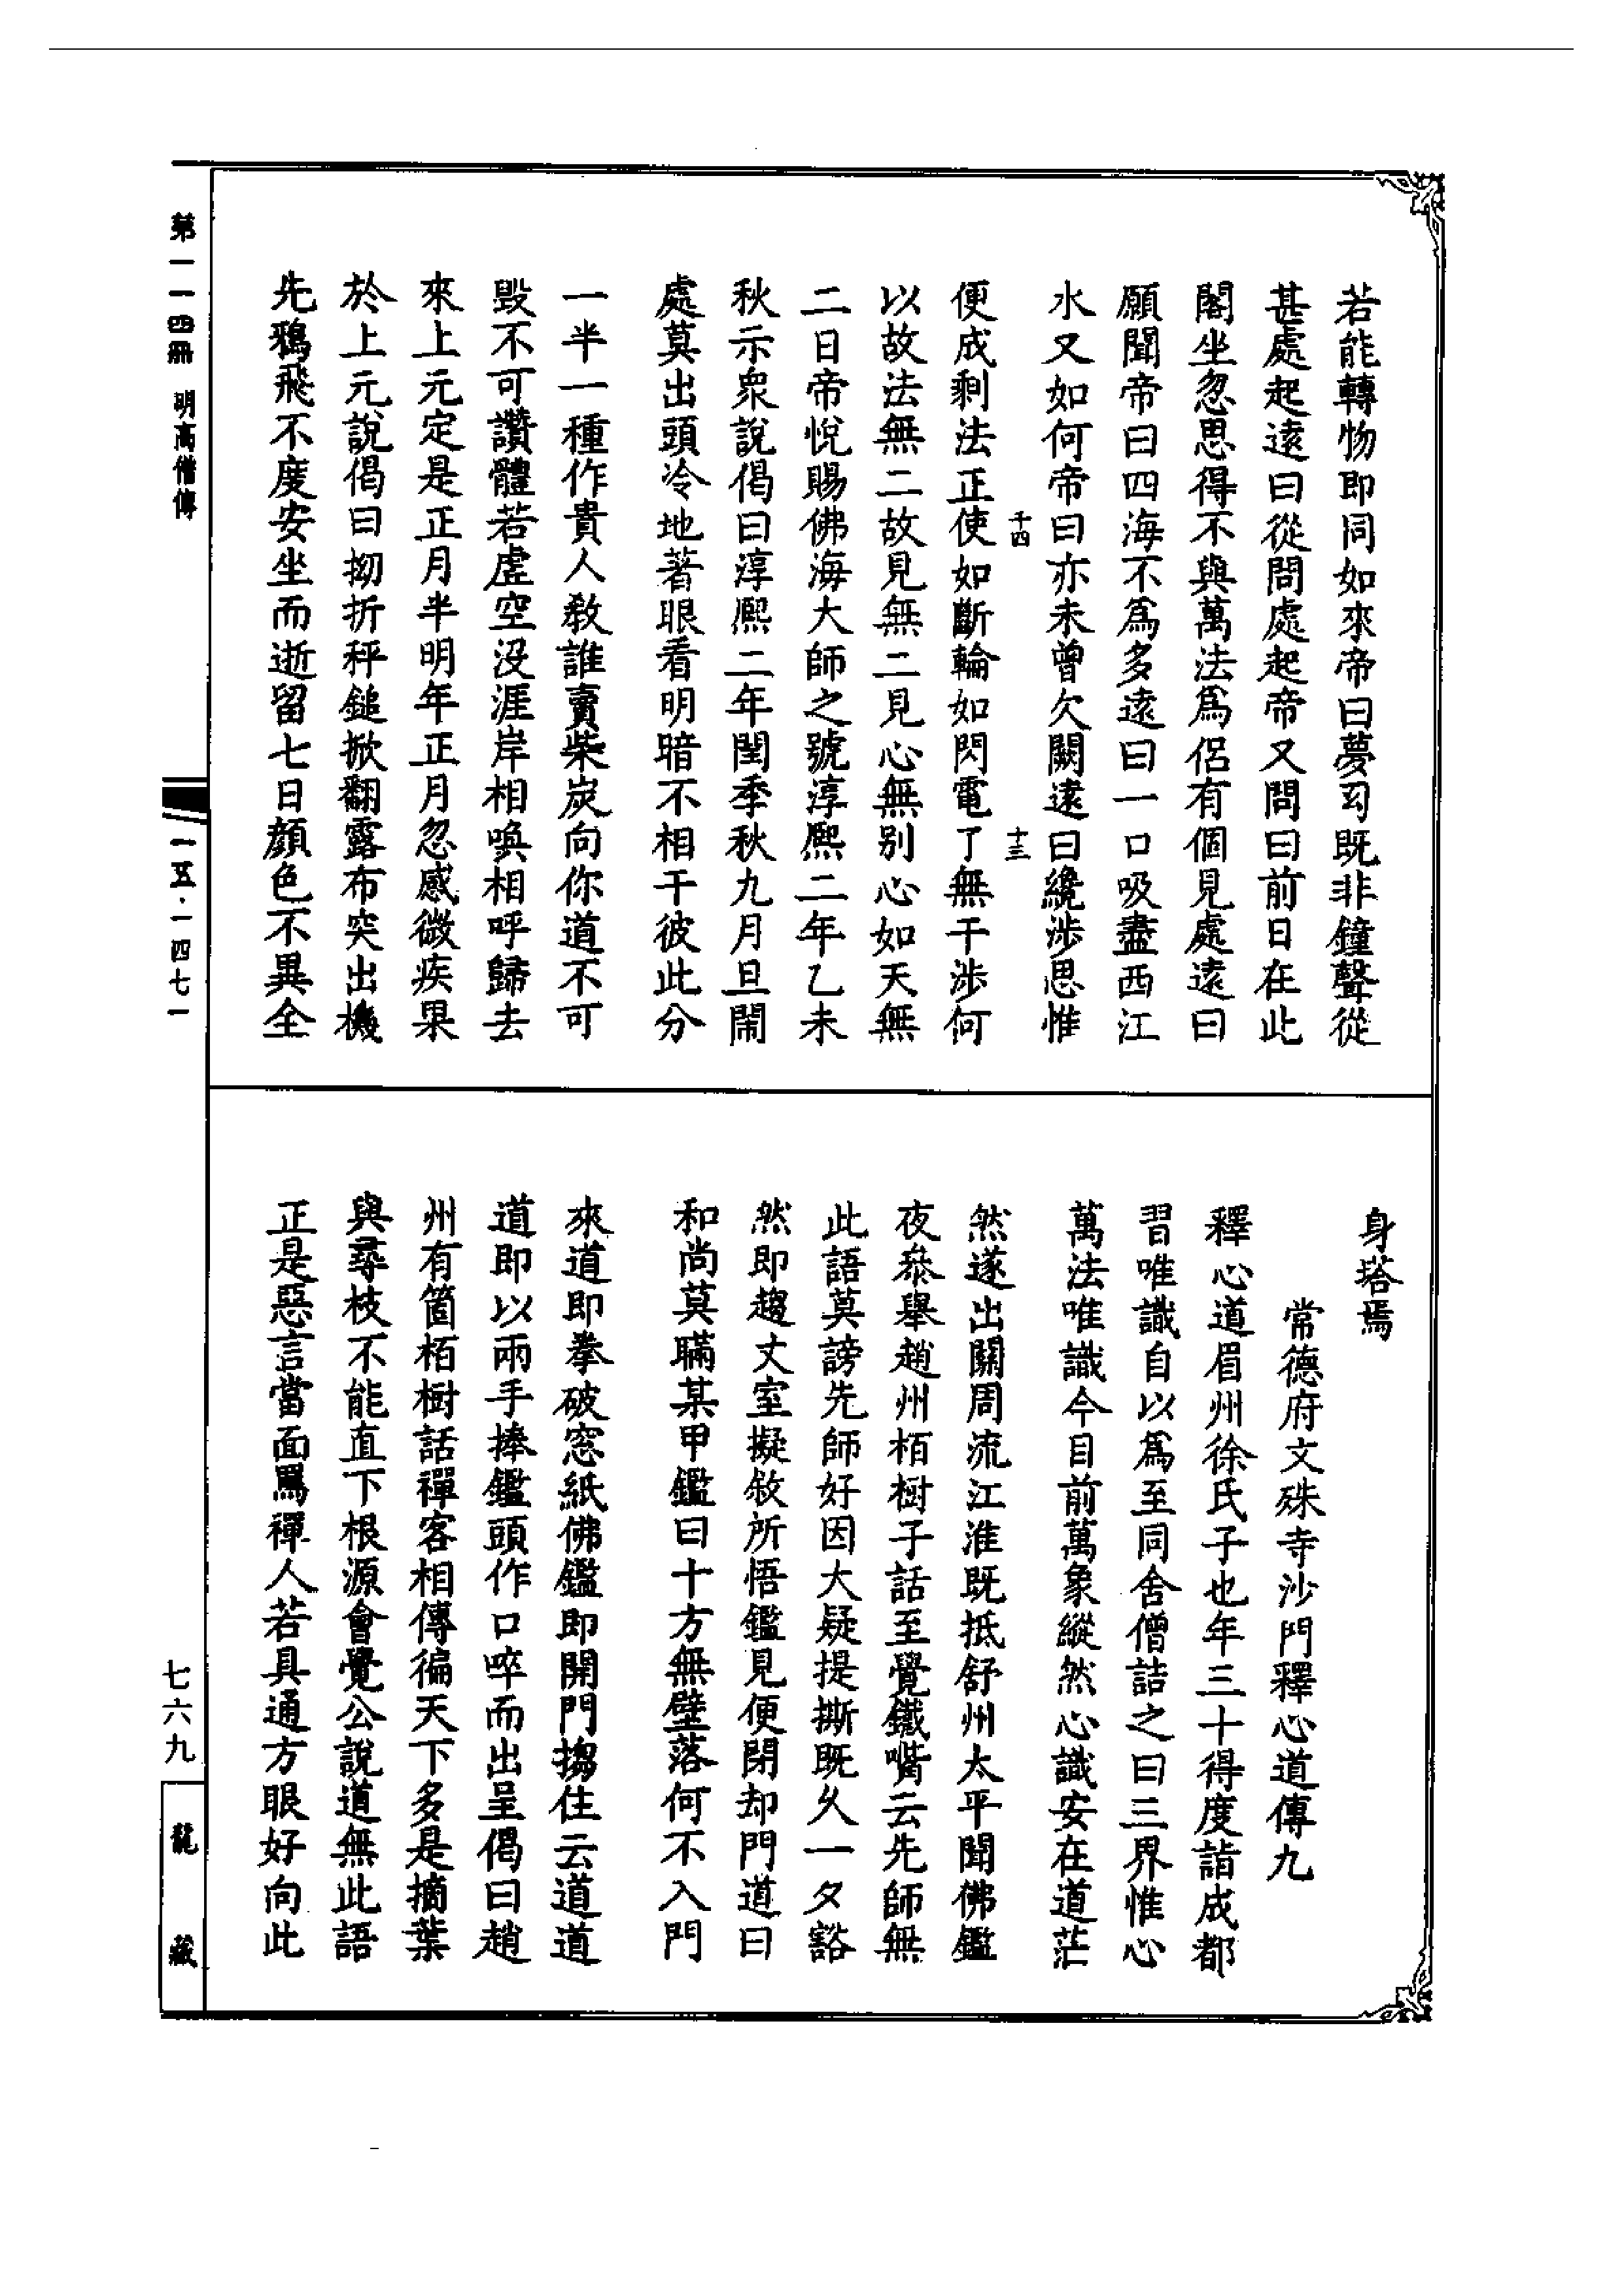 若能轉物即同如來帝曰夢幻既非鐘聲從
甚處起遠曰從問處起帝又問曰前日在此
閣坐忽思得不與萬法爲侶有個見處遠曰
願聞帝曰四海不爲多遠曰一口吸盡西江
水又如何帝曰亦未曾欠闕遠曰纔涉思惟
千四
十三
便成剩法正使如斷輪如閃電了無干涉何
以故法無二故見無二見心無别心如天無
二日帝悅賜佛海大師之號淳熈二年乙未
秋示衆說偈曰淳熈二年閏季秋九月旦閙
處莫出頭冷地著眼看明暗不相干彼此分
一半一種作貴人敎誰賣柴炭向你道不可
毁不可讚體若虛空沒涯岸相喚相呼歸去
來上元定是正月半明年正月忽感微疾果
於上元說偈曰拗折秤鎚掀翻露布突出機
先鴉飛不度安坐而逝留七日顏色不異全
身塔焉
常德府文殊寺沙門釋心道傳九
釋心道眉州徐氏子也年三十得度詣成都
習唯識自以爲至同舍僧詰之曰三界惟心
萬法唯識今目前萬象縱然心識安在道茫
然遂出關周流江淮既抵舒州太平聞佛鑑
夜叅舉趙州栢樹子話至覺鐵嘴云先師無
此語莫謗先師好因大疑提撕既乆一夕豁
然即趨丈室擬敘所悟鑑見便閉却門道曰
和尚莫瞞某甲鑑曰十方無壁落何不入門
來道即拳破窓紙佛鑑即開門搊住云道道
道即以兩手捧鑑頭作口啐而出呈偈曰趙
州有箇栢樹話禪客相傳徧天下多是摘葉
與尋枝不能直下根源會覺公說道無此語
正是惡言當面罵禪人若具通方眼好向此
第一一四冊 明高僧傳
一五·一四七一
七六九
龍藏